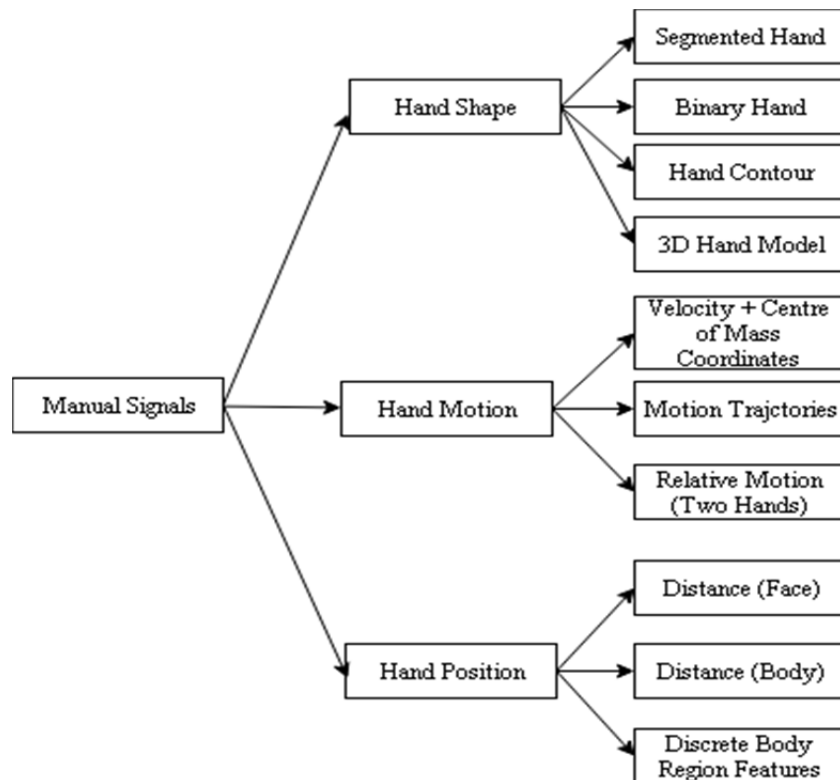 Segmented Hand
Hand Shape
Binary Hand
Hand Contour
3D Hand Model
Velocity + Centre
of Mass
Coordinates
Manual Signals
Hand Motion
Motion Trajctories
Relative Motion
(Two Hands)
Distance (Face)
Hand Position
Distance (Body)
Discrete Body
Region Features